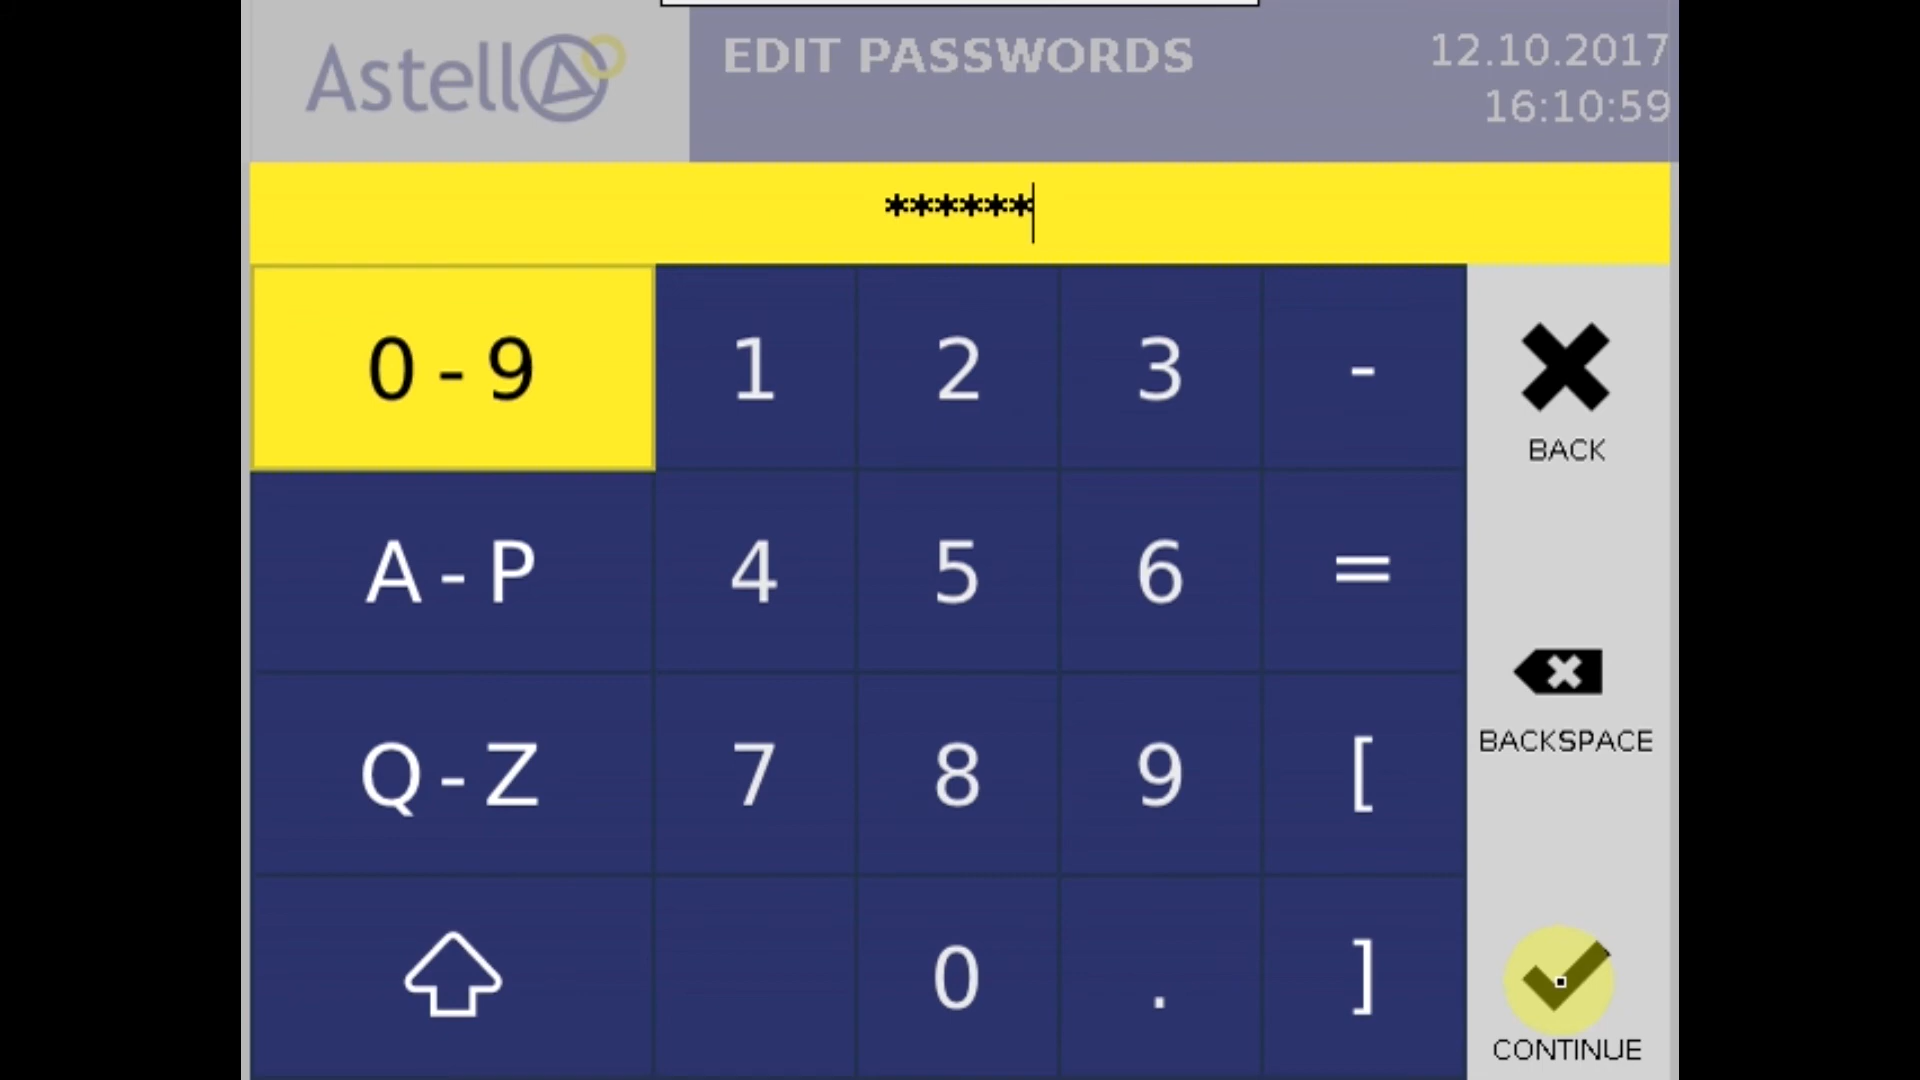 Astell
EDIT PASSWORDS
12.10.2017
16:10:59
******
0 - 9
1
2
3
-
BACK
A - P
4
5
6
=
Q - Z
7
8
9
[
BACKSPACE
0
.
]
CONTINUE